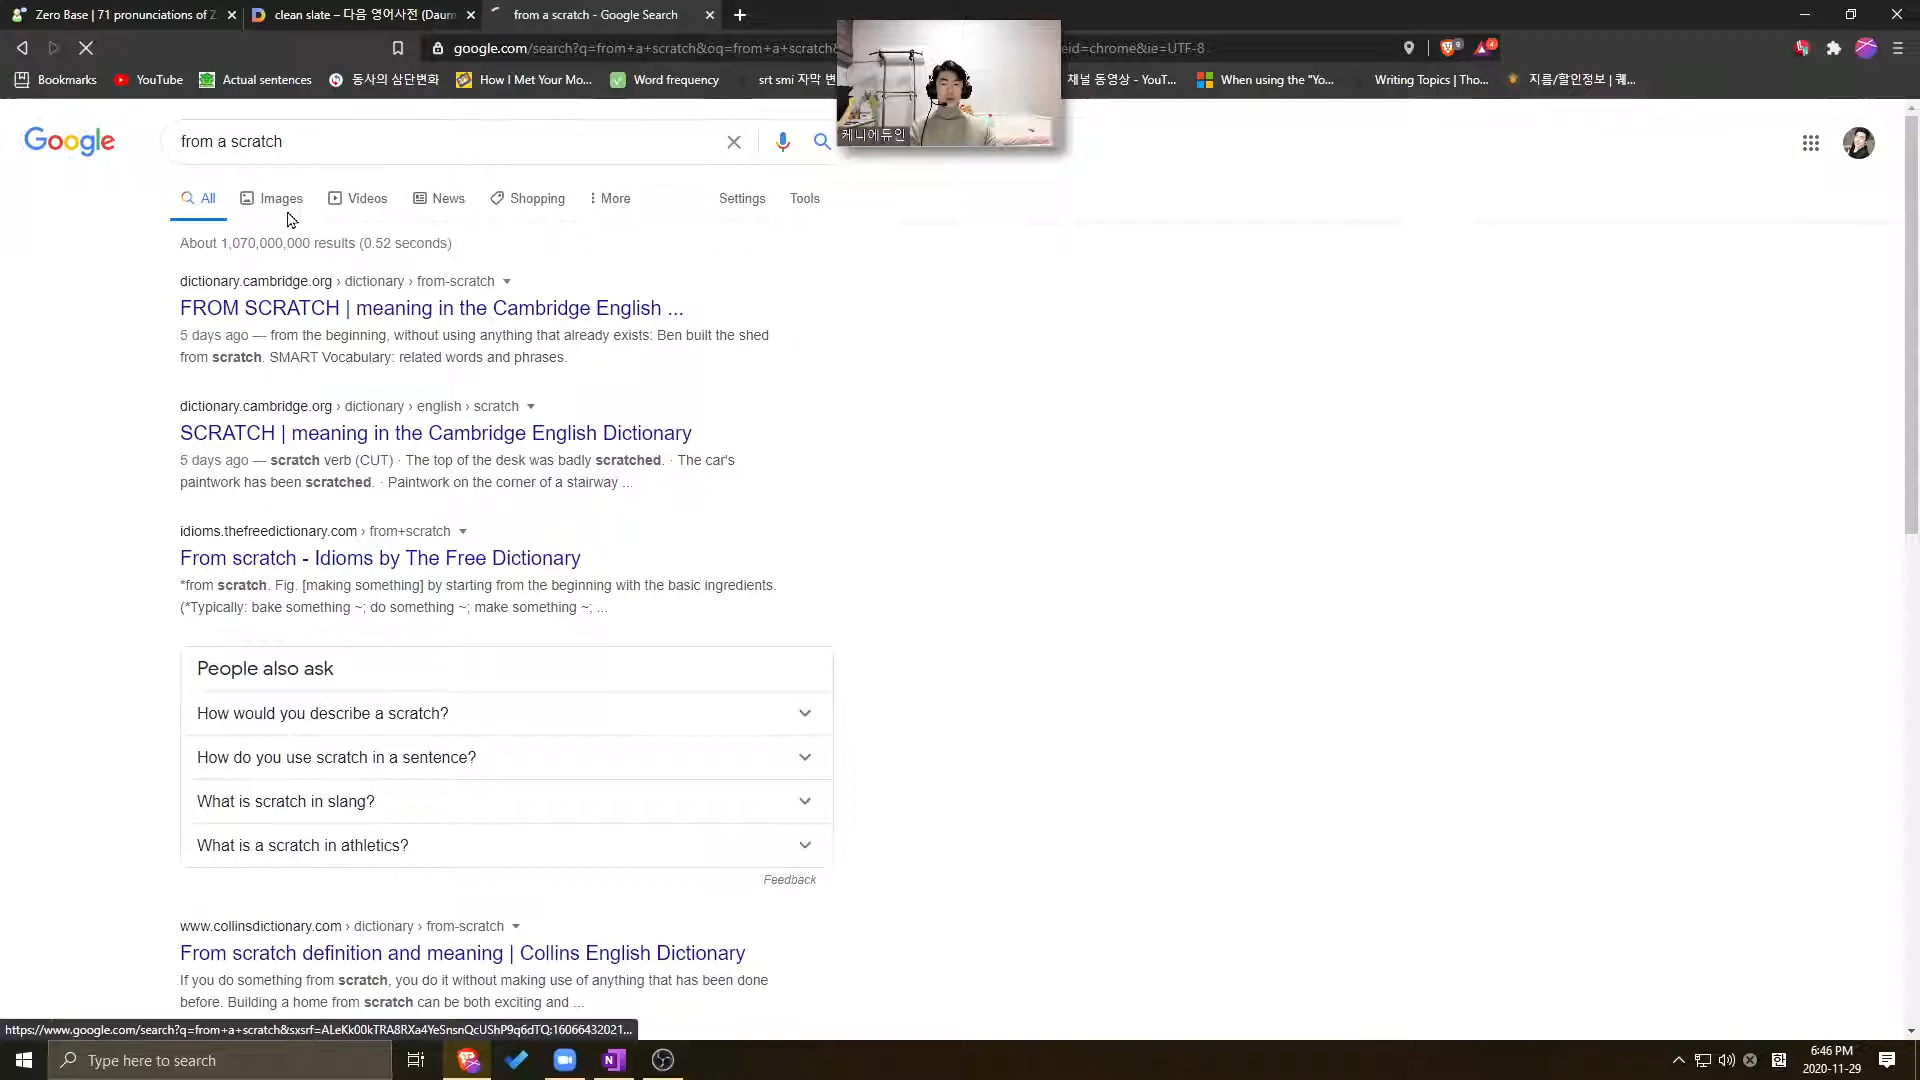 Zero Base | 71 pronunciations of Z
clean slate – 다음 영어사전 (Daum
from a scratch - Google Search
google.com/search?q=from+a+scratch&oq=from+a+scratch&
eid=chrome&ie=UTF-8
9
4
Bookmarks
YouTube
Actual sentences
동사의 삼단변화
How I Met Your Mo...
Word frequency
srt smi 자막 변
채널 동영상 - YouT...
When using the "Yo...
Writing Topics | Tho...
지름/할인정보 | 퀘...
케니에듀인
Google
from a scratch
All
Images
Videos
News
Shopping
More
Settings
Tools
About 1,070,000,000 results (0.52 seconds)
dictionary.cambridge.org › dictionary › from-scratch
FROM SCRATCH | meaning in the Cambridge English ...
5 days ago — from the beginning, without using anything that already exists: Ben built the shed
from scratch. SMART Vocabulary: related words and phrases.
dictionary.cambridge.org › dictionary › english › scratch
SCRATCH | meaning in the Cambridge English Dictionary
5 days ago — scratch verb (CUT) · The top of the desk was badly scratched. · The car's
paintwork has been scratched. · Paintwork on the corner of a stairway ...
idioms.thefreedictionary.com › from+scratch
From scratch - Idioms by The Free Dictionary
*from scratch. Fig. [making something] by starting from the beginning with the basic ingredients.
(*Typically: bake something ~; do something ~; make something ~; ...
People also ask
How would you describe a scratch?
How do you use scratch in a sentence?
What is scratch in slang?
What is a scratch in athletics?
Feedback
www.collinsdictionary.com › dictionary › from-scratch
From scratch definition and meaning | Collins English Dictionary
If you do something from scratch, you do it without making use of anything that has been done
before. Building a home from scratch can be both exciting and ...
https://www.google.com/search?q=from+a+scratch&sxsrf=ALeKk00kTRA8RXa4YeSnsnQcUShP9q6dTQ:16066432021...
Type here to search
6:46 PM
2020-11-29